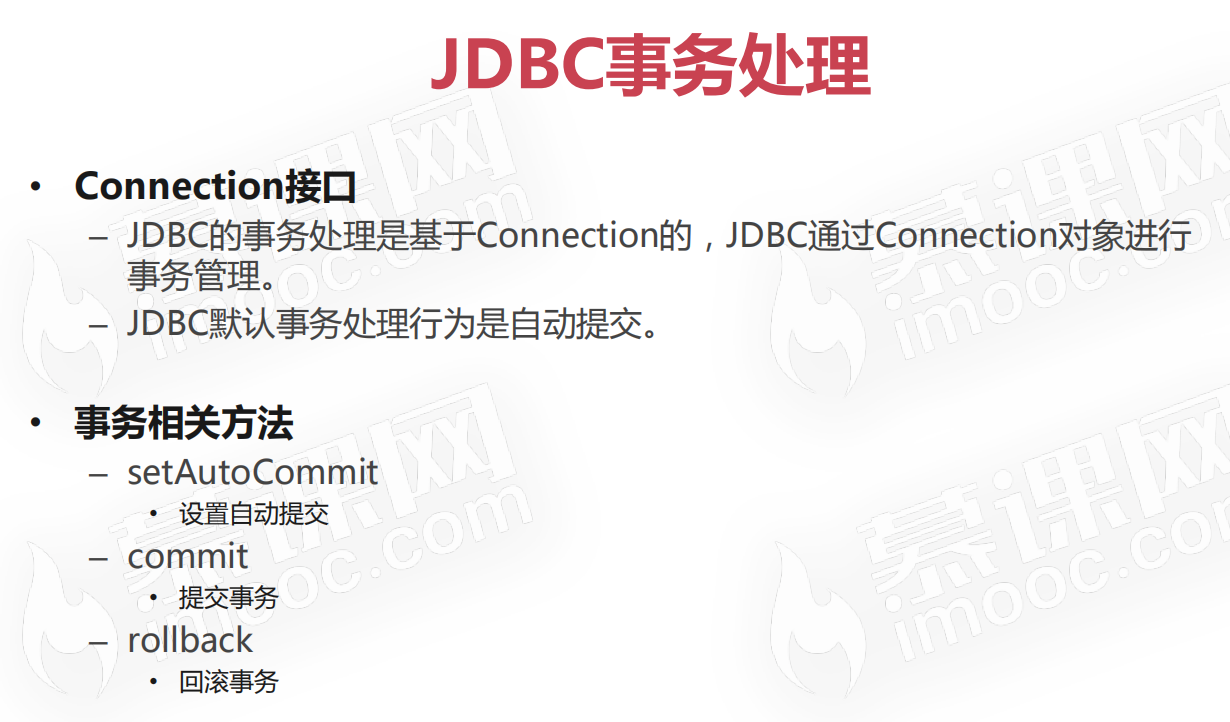 JDBC事务处理
• Connection接口
– JDBC的事务处理是基于Connection的，JDBC通过Connection对象进行
事务管理。
– JDBC默认事务处理行为是自动提交。
• 事务相关方法
– setAutoCommit
• 设置自动提交
– commit
• 提交事务
– rollback
• 回滚事务
慕课网
imooc.com
慕课网
imooc.com
慕课网
imooc.com
慕课网
imooc.com